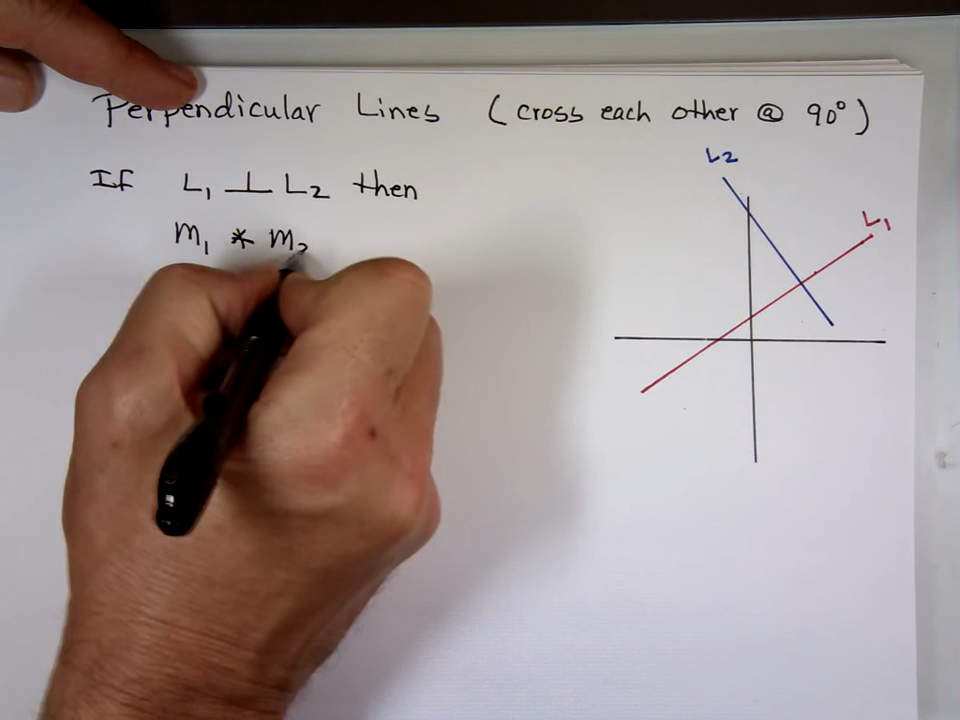 Perpendicular Lines (cross each other @ 90°)
If L₁ ⊥ L₂ then
m₁ * m₂
L2
L₁